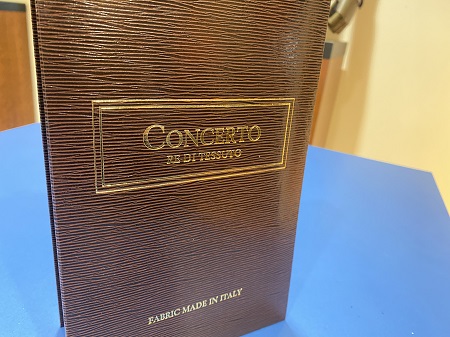 CONCERTO
RE DI TESSUTO
FABRIC MADE IN ITALY